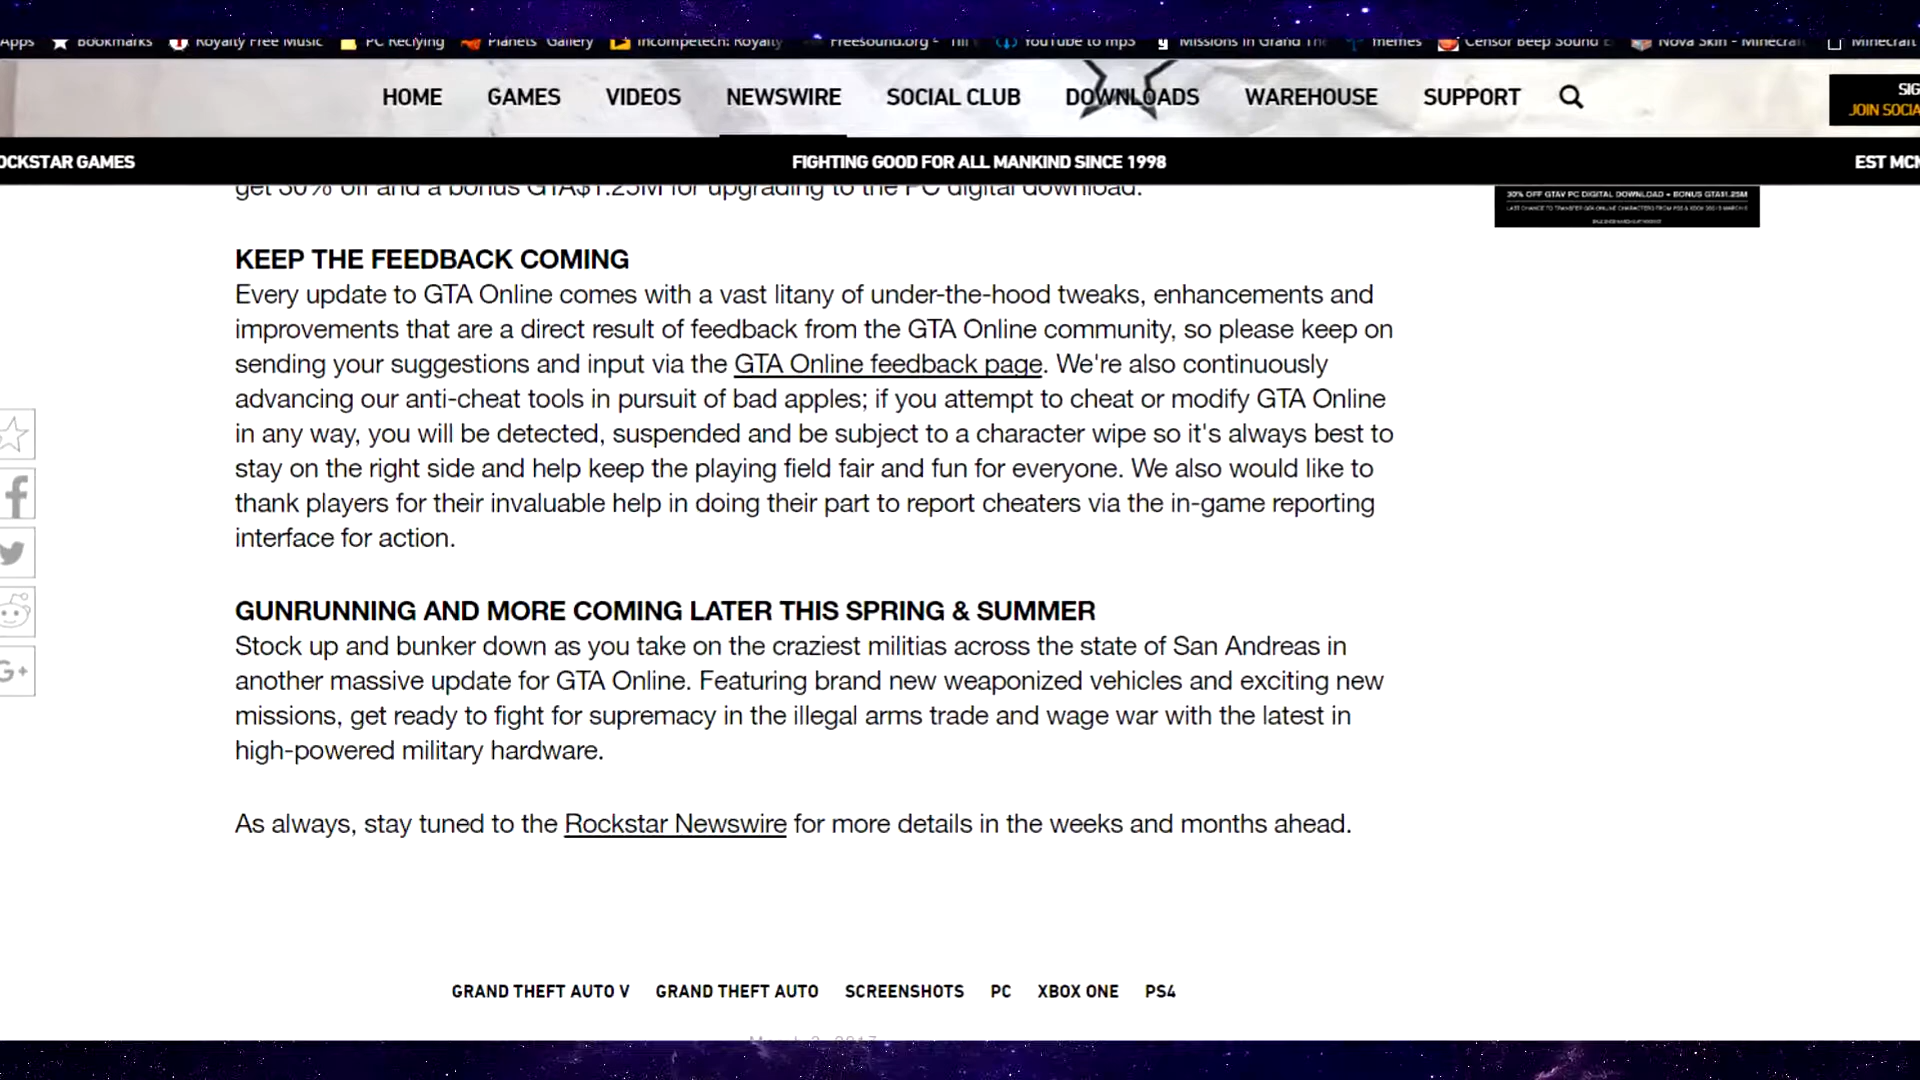 Apps Bookmarks Royalty Free Music PC Reclying Planets Gallery Incompetech: Royalty Freesound.org - YouTube to mp3 Missions in Grand The Themes Censor Beep Sound E Nova Skin - Minecraf Minecraft
HOME GAMES VIDEOS NEWSWIRE SOCIAL CLUB DOWNLOADS WAREHOUSE SUPPORT
SIG
JOIN SOCIA
OCKSTAR GAMES FIGHTING GOOD FOR ALL MANKIND SINCE 1998 EST MCM
get 30% off and a bonus GTA$1.25M for upgrading to the PC digital download.
30% OFF GTAV PC DIGITAL DOWNLOAD + BONUS GTA$1.25M
KEEP THE FEEDBACK COMING
Every update to GTA Online comes with a vast litany of under-the-hood tweaks, enhancements and
improvements that are a direct result of feedback from the GTA Online community, so please keep on
sending your suggestions and input via the GTA Online feedback page. We're also continuously
advancing our anti-cheat tools in pursuit of bad apples; if you attempt to cheat or modify GTA Online
in any way, you will be detected, suspended and be subject to a character wipe so it's always best to
stay on the right side and help keep the playing field fair and fun for everyone. We also would like to
thank players for their invaluable help in doing their part to report cheaters via the in-game reporting
interface for action.
GUNRUNNING AND MORE COMING LATER THIS SPRING & SUMMER
Stock up and bunker down as you take on the craziest militias across the state of San Andreas in
another massive update for GTA Online. Featuring brand new weaponized vehicles and exciting new
missions, get ready to fight for supremacy in the illegal arms trade and wage war with the latest in
high-powered military hardware.
As always, stay tuned to the Rockstar Newswire for more details in the weeks and months ahead.
GRAND THEFT AUTO V GRAND THEFT AUTO SCREENSHOTS PC XBOX ONE PS4